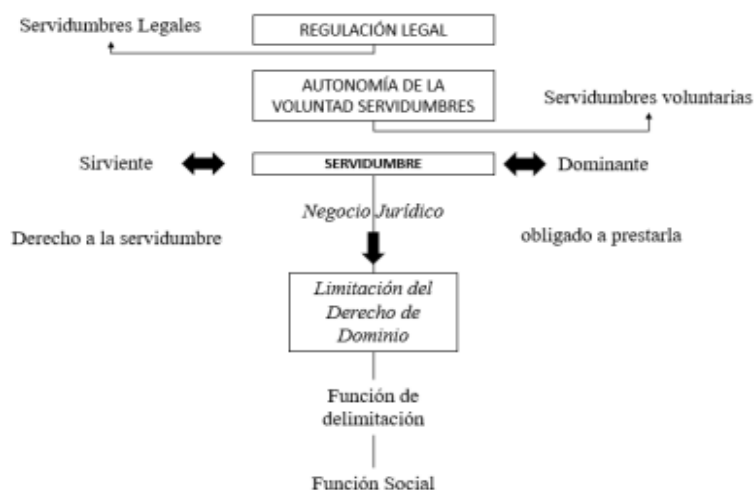 Servidumbres Legales
REGULACIÓN LEGAL
AUTONOMÍA DE LA
VOLUNTAD SERVIDUMBRES
Servidumbres voluntarias
Sirviente
SERVIDUMBRE
Dominante
Negocio Jurídico
Derecho a la servidumbre
obligado a prestarla
Limitación del
Derecho de
Dominio
Función de
delimitación
Función Social